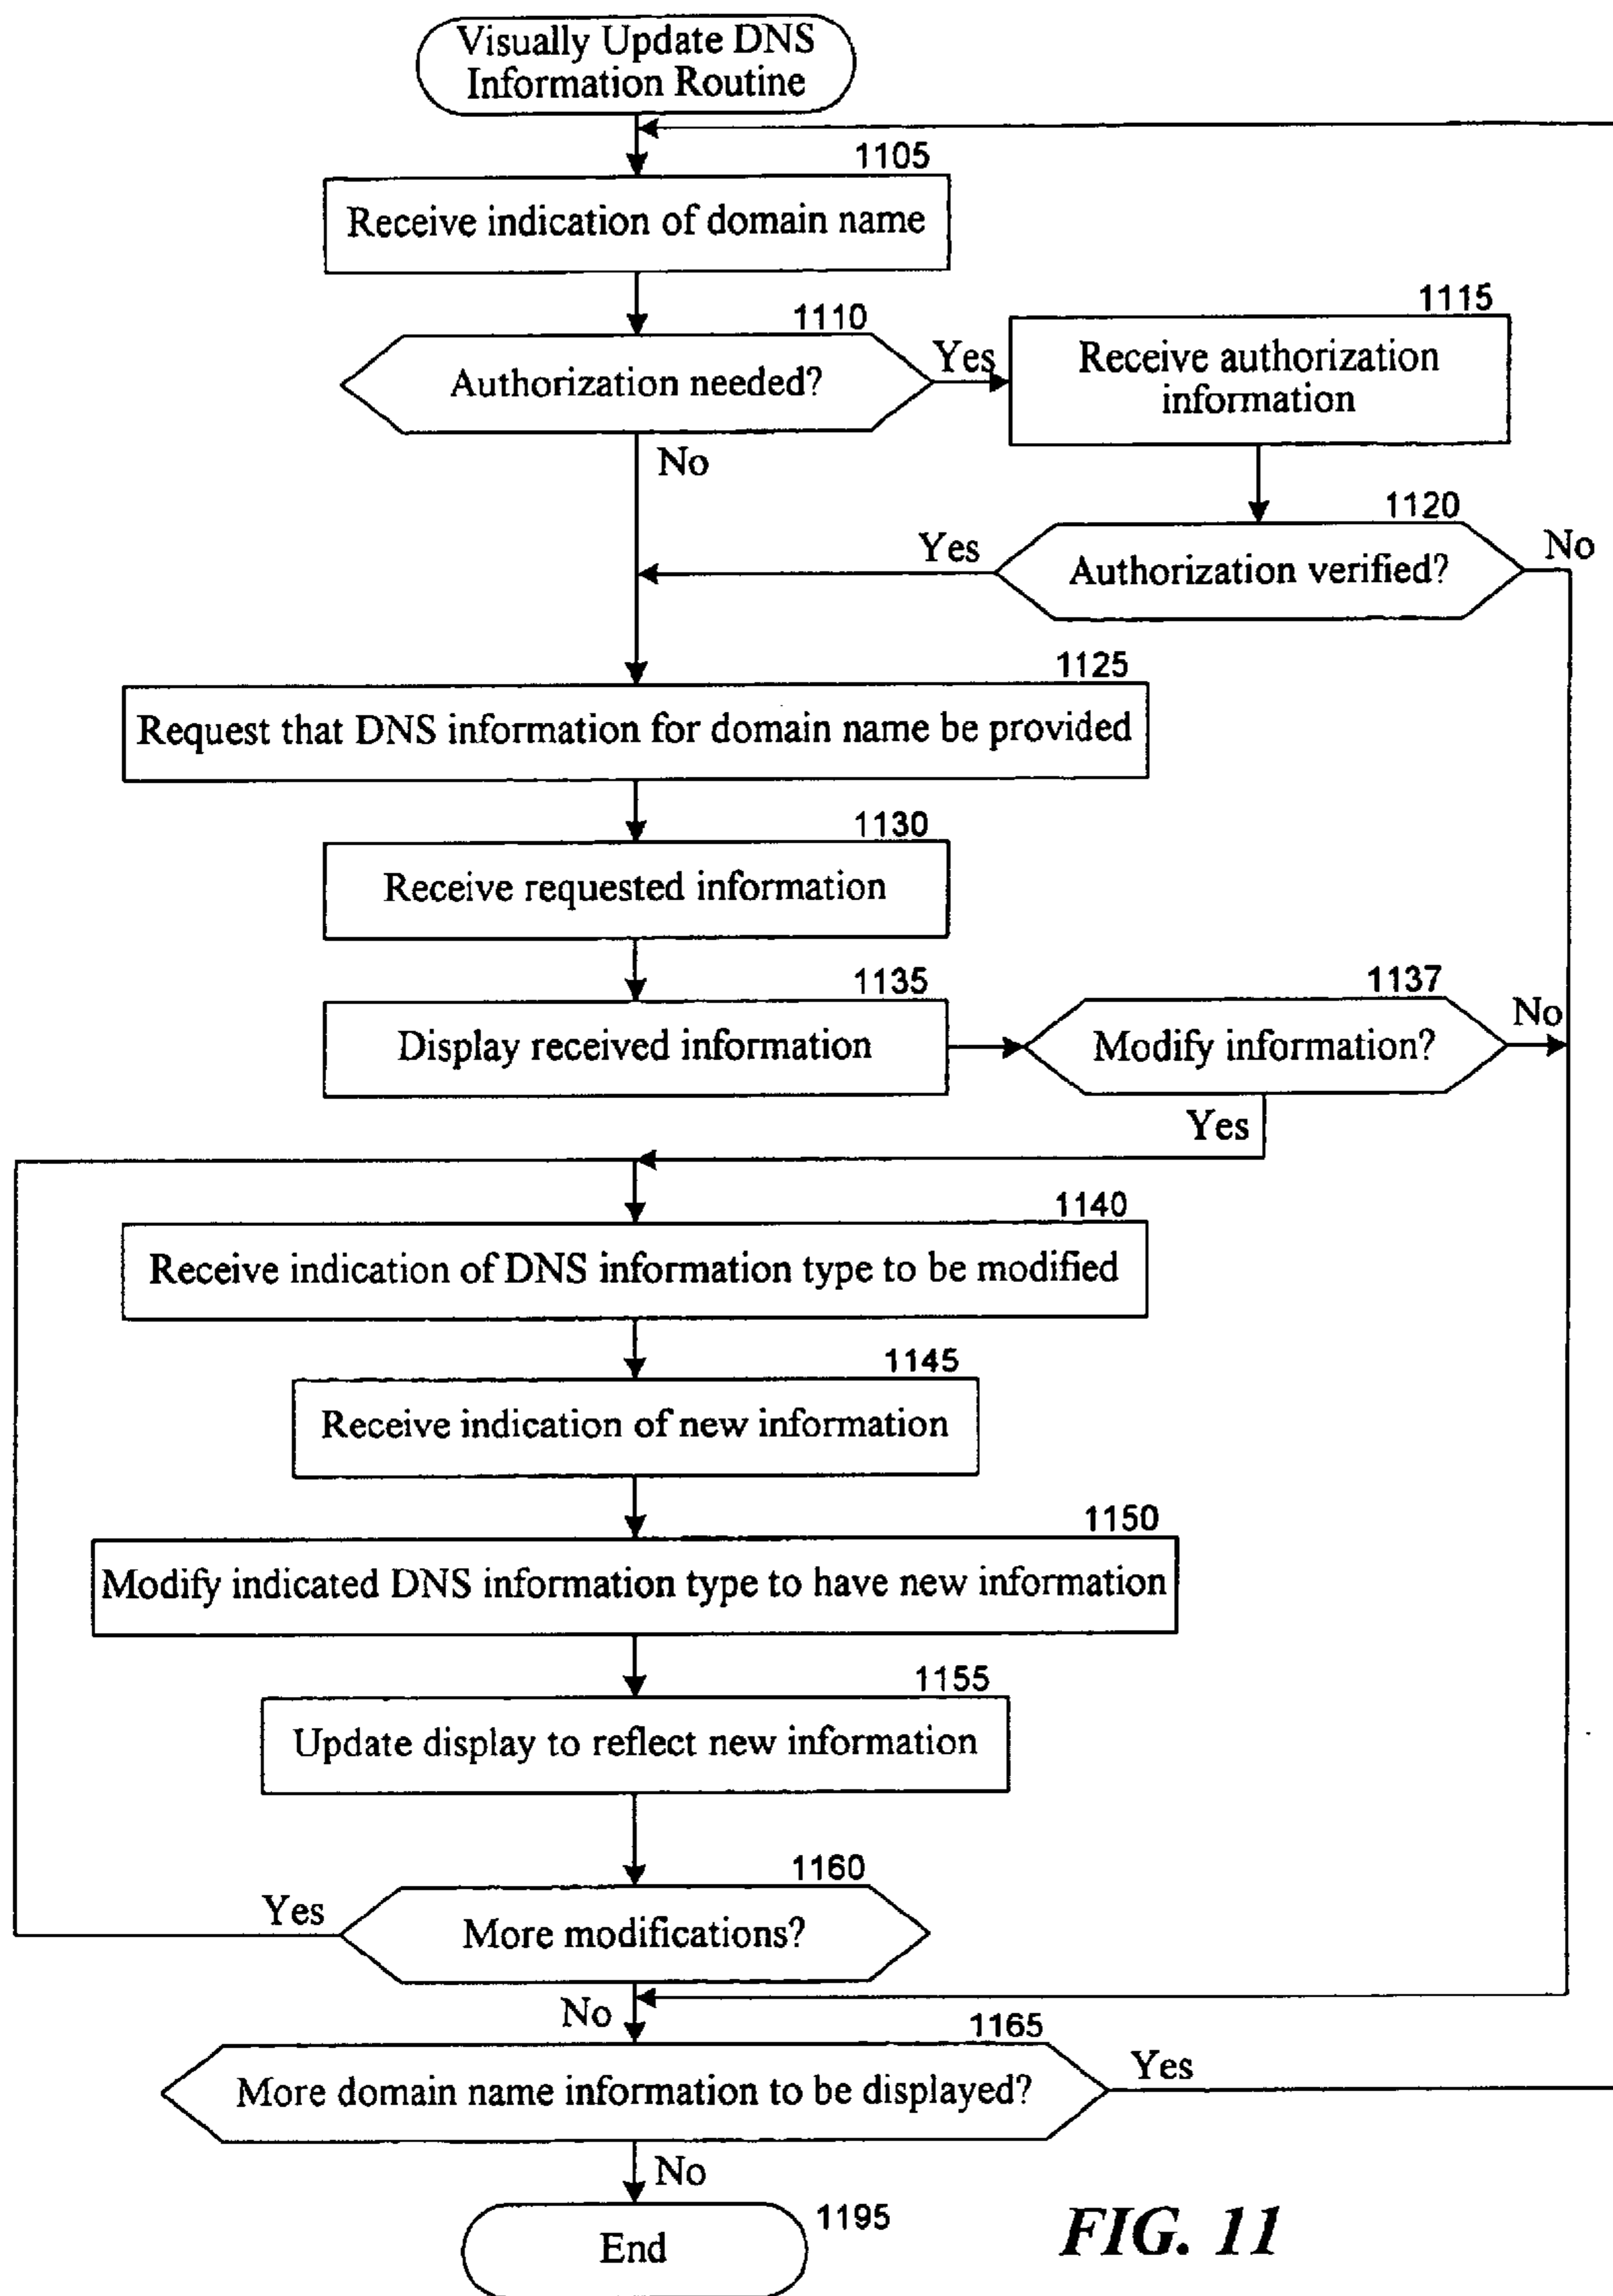 Visually Update DNS
Information Routine
1105
Receive indication of domain name
1110
Authorization needed?
Yes
No
1115
Receive authorization
information
1120
Authorization verified?
Yes
No
1125
Request that DNS information for domain name be provided
1130
Receive requested information
1135
Display received information
1137
Modify information?
No
Yes
1140
Receive indication of DNS information type to be modified
1145
Receive indication of new information
1150
Modify indicated DNS information type to have new information
1155
Update display to reflect new information
1160
More modifications?
Yes
No
1165
More domain name information to be displayed?
Yes
No
1195
End
FIG. 11